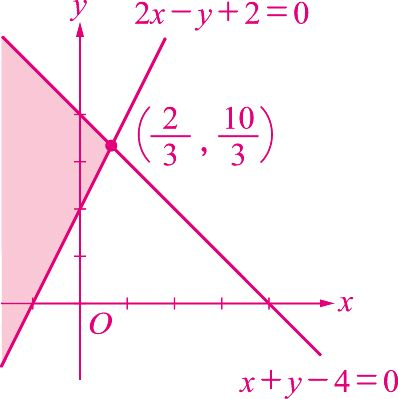 y
2x−y+2=0
(2/3, 10/3)
x
O
x+y−4=0